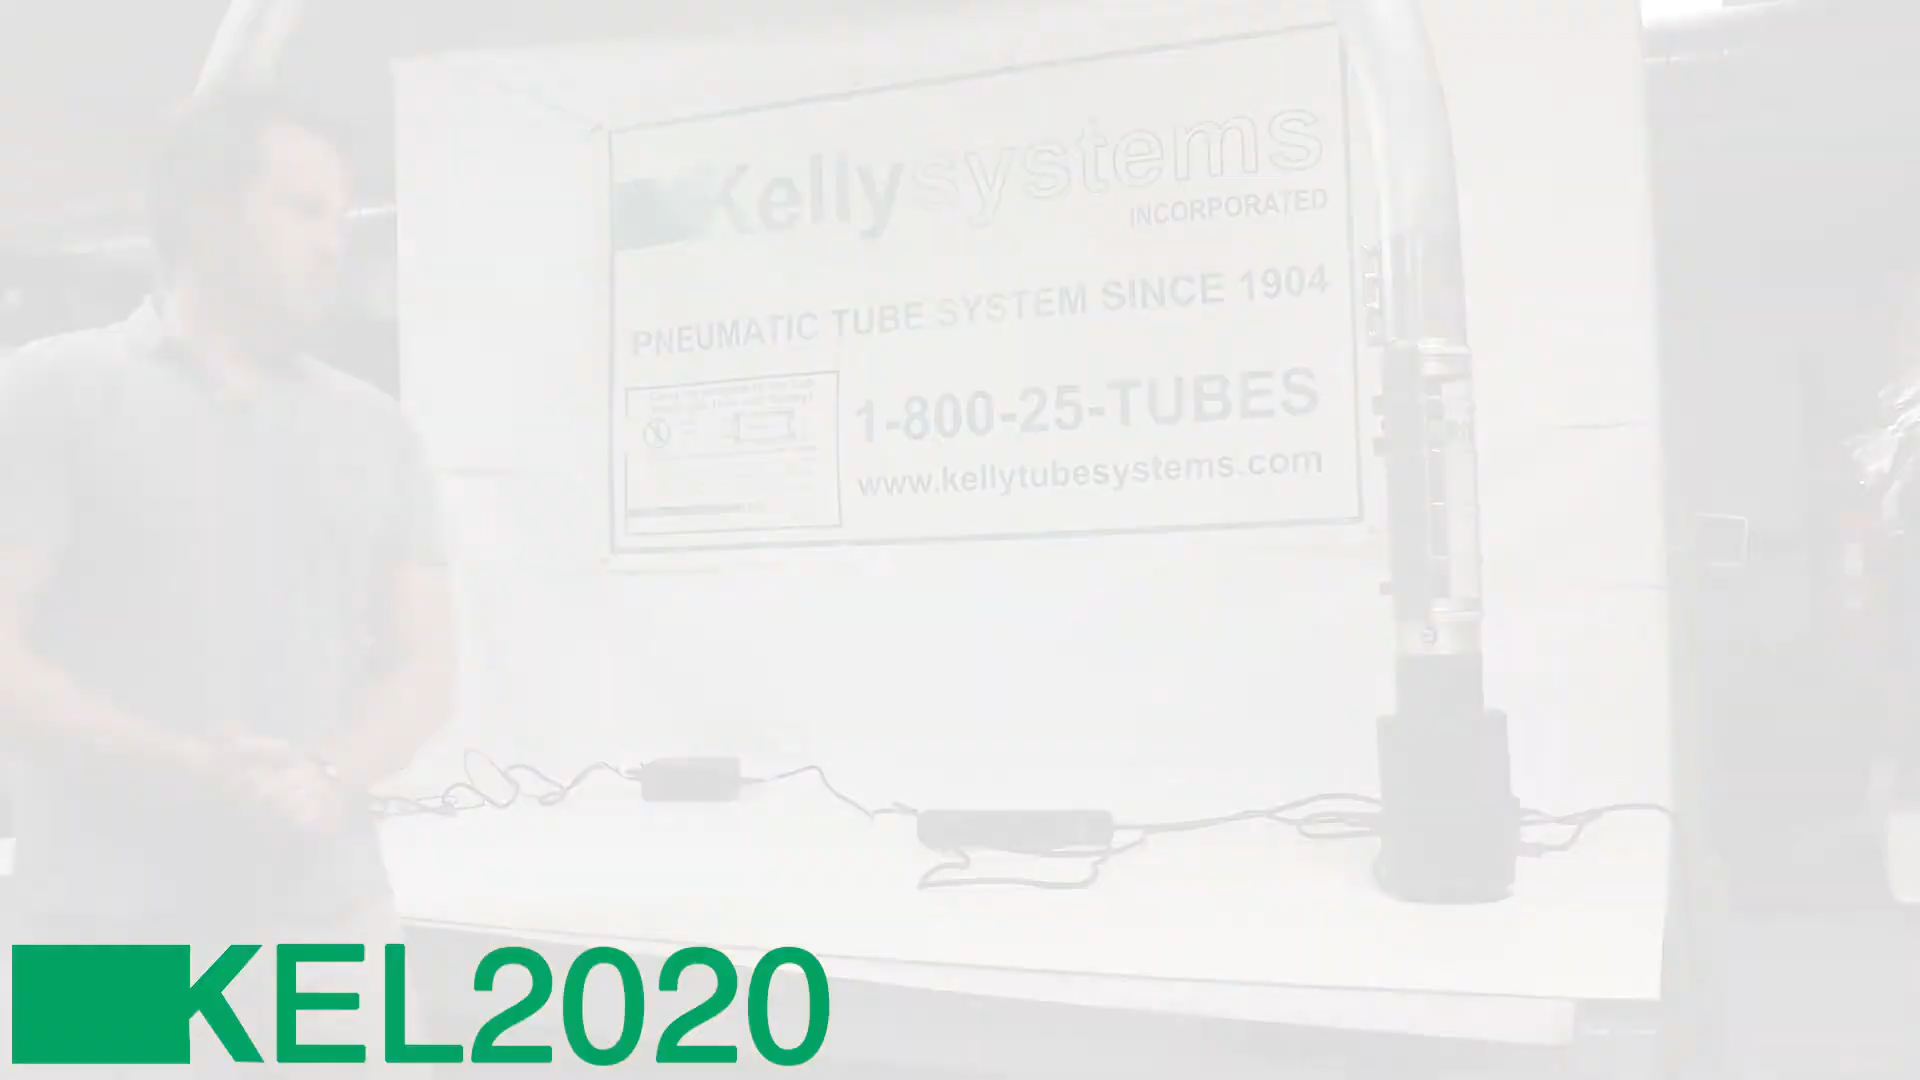 Kellysystems
INCORPORATED
PNEUMATIC TUBE SYSTEM SINCE 1904
1-800-25-TUBES
www.kellytubesystems.com
KEL2020